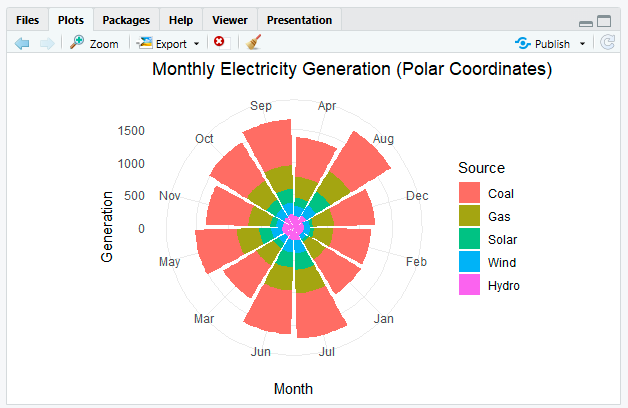 Files Plots Packages Help Viewer Presentation
Zoom Export Publish
Monthly Electricity Generation (Polar Coordinates)
Sep Apr
Oct Aug
Nov Dec
May Feb
Mar Jan
Jun Jul
1500
1000
500
0
Generation
Month
Source
Coal
Gas
Solar
Wind
Hydro